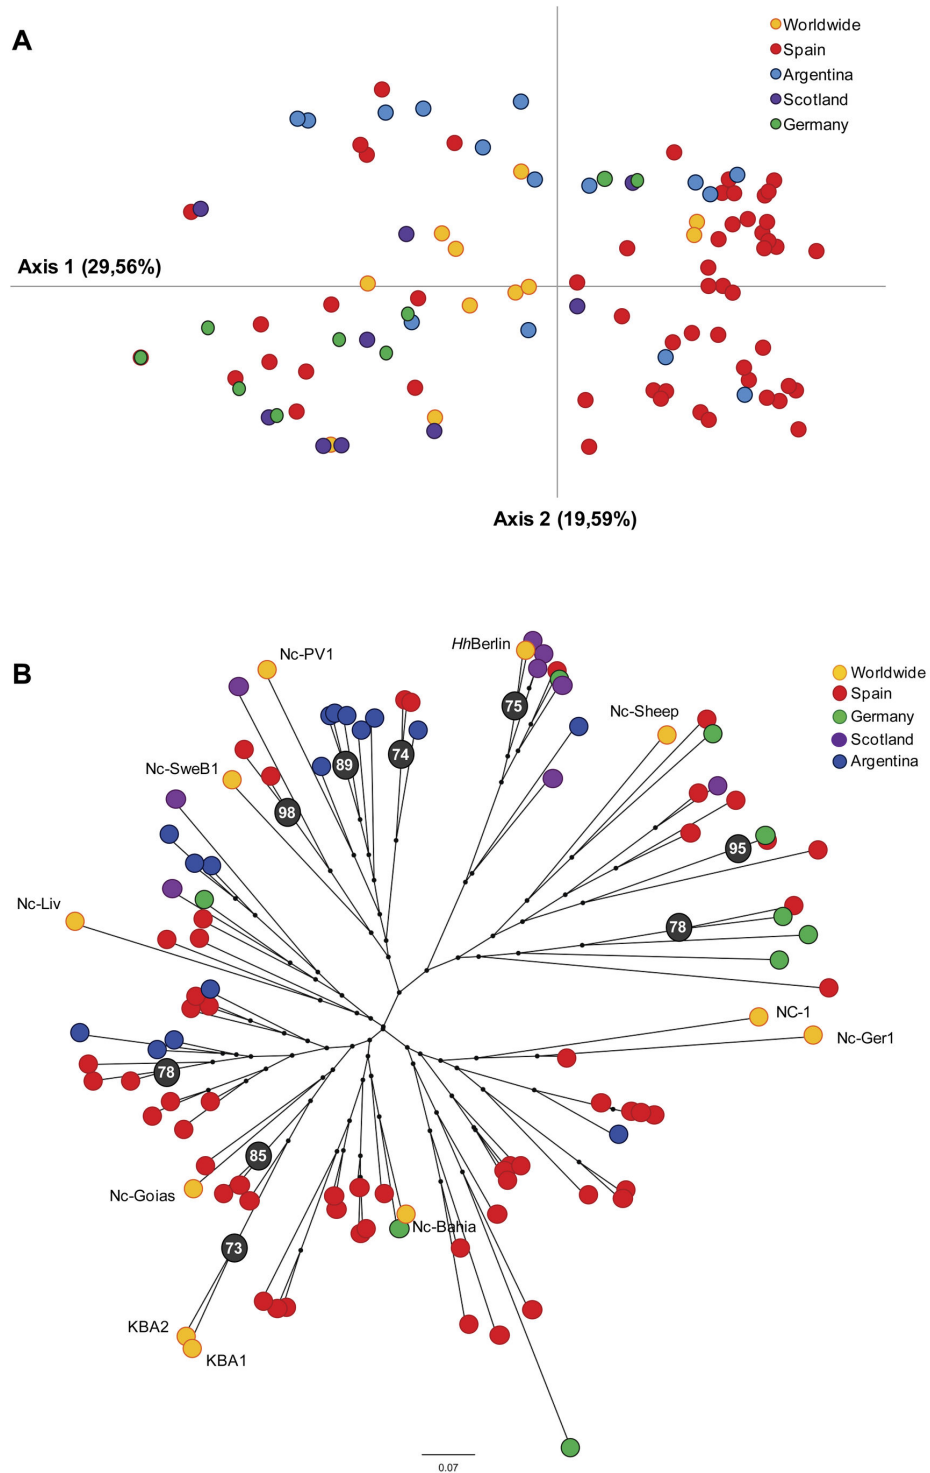 A
Worldwide
Spain
Argentina
Scotland
Germany
Axis 1 (29,56%)
Axis 2 (19,59%)
B
Worldwide
Spain
Germany
Scotland
Argentina
HhBerlin
Nc-PV1
75
Nc-Sheep
89
74
Nc-SweB1
98
95
Nc-Liv
78
NC-1
Nc-Ger1
78
85
Nc-Goias
Nc-Bahia
73
KBA2
KBA1
0.07